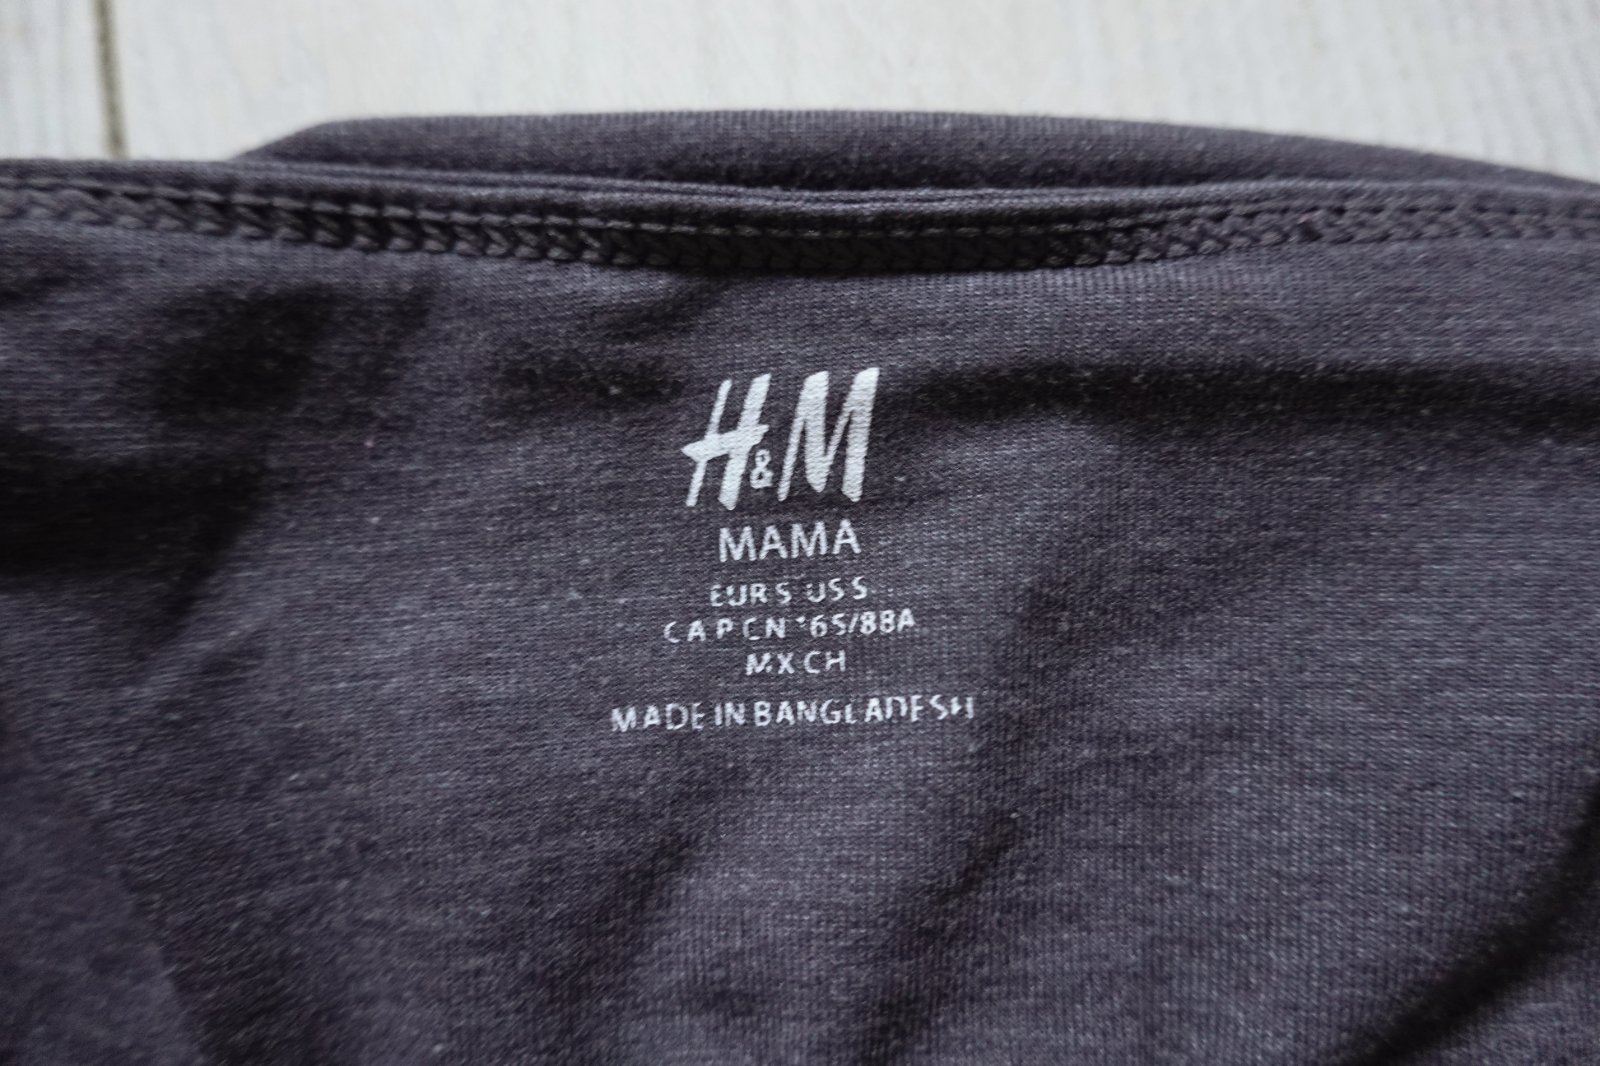 H&M
MAMA
EUR S US S
CA P CN 165/88A
MX CH
MADE IN BANGLADESH